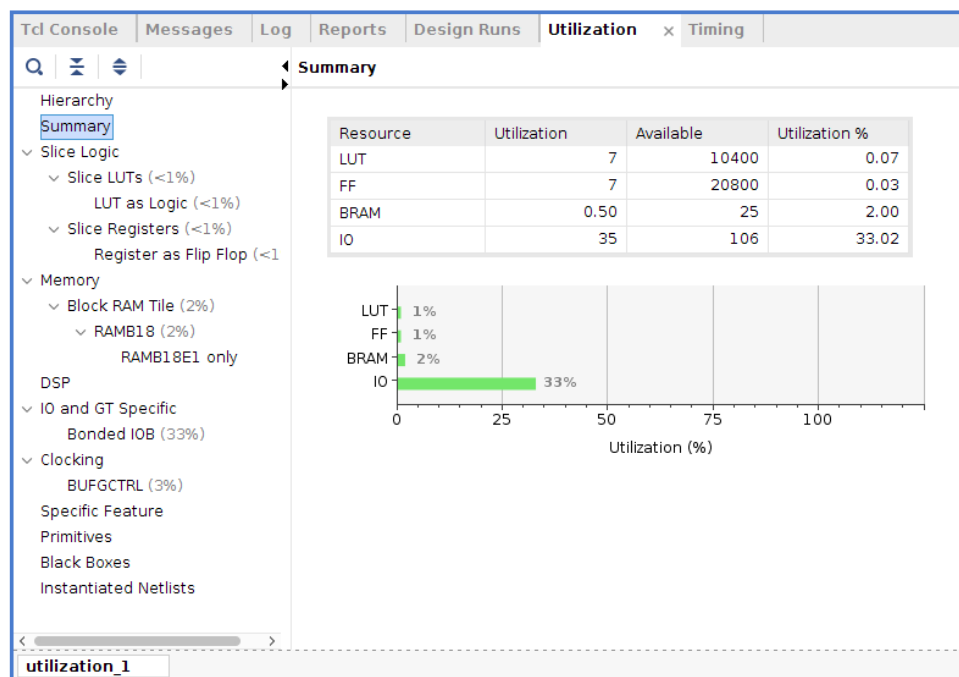 Tcl Console Messages Log Reports Design Runs Utilization × Timing
Summary
Hierarchy
Summary
Slice Logic
Slice LUTs (<1%)
LUT as Logic (<1%)
Slice Registers (<1%)
Register as Flip Flop (<1
Memory
Block RAM Tile (2%)
RAMB18 (2%)
RAMB18E1 only
DSP
IO and GT Specific
Bonded IOB (33%)
Clocking
BUFGCTRL (3%)
Specific Feature
Primitives
Black Boxes
Instantiated Netlists
Resource Utilization Available Utilization %
LUT 7 10400 0.07
FF 7 20800 0.03
BRAM 0.50 25 2.00
IO 35 106 33.02
LUT 1%
FF 1%
BRAM 2%
IO 33%
0 25 50 75 100
Utilization (%)
utilization_1